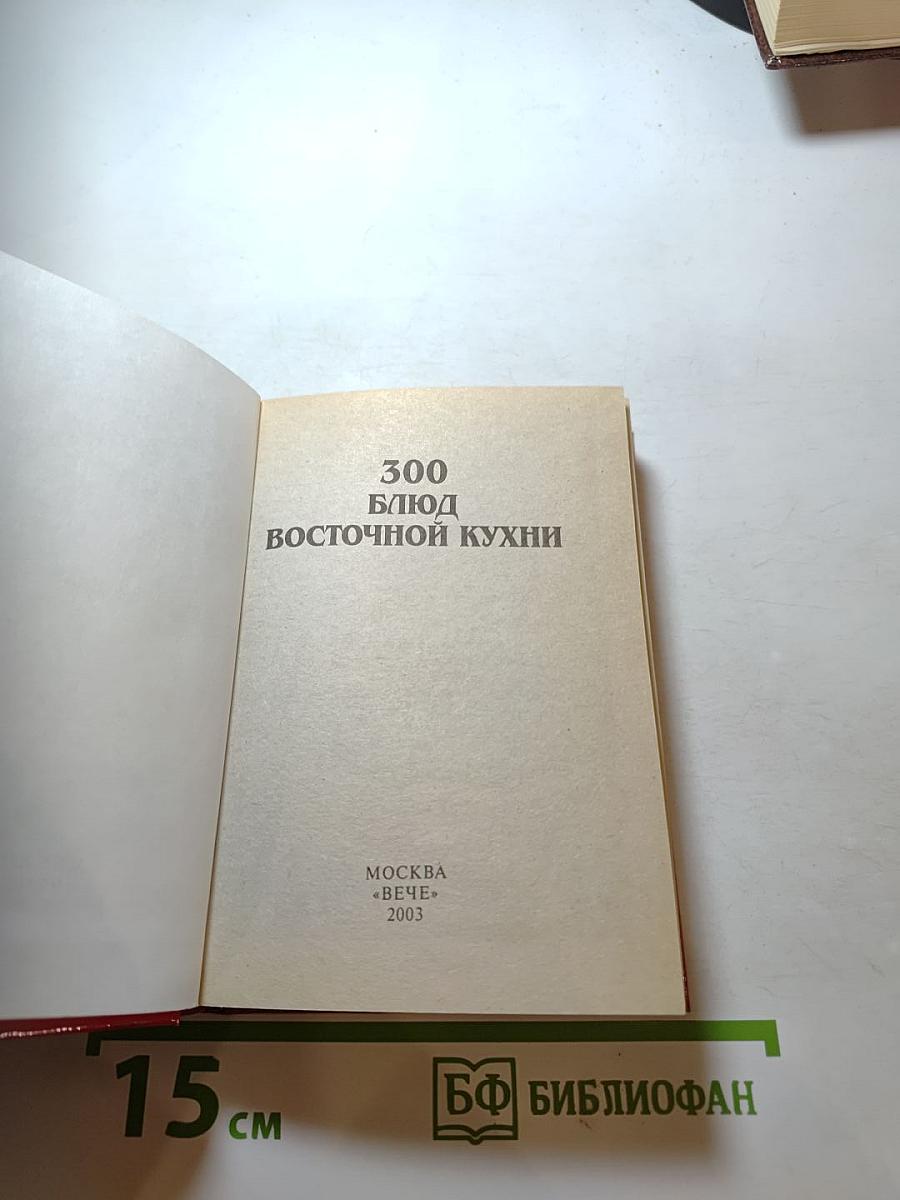 300
БЛЮД
ВОСТОЧНОЙ КУХНИ
МОСКВА
«ВЕЧЕ»
2003
15 см
БФ БИБЛИОФАН